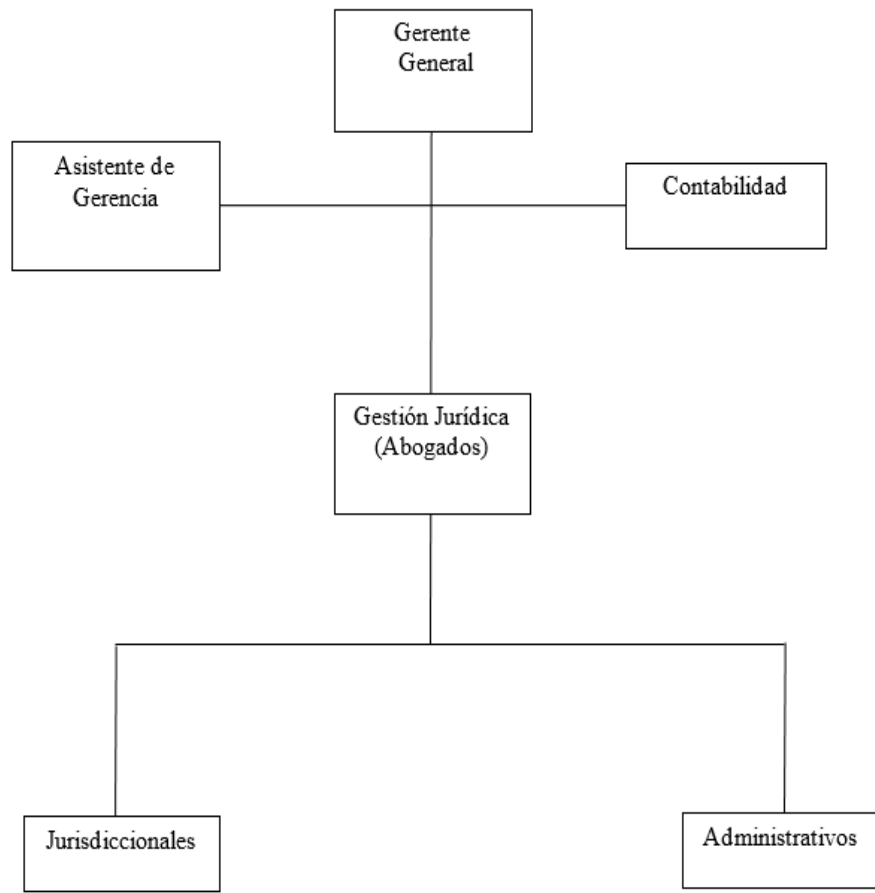 Gerente
General
Asistente de
Gerencia
Contabilidad
Gestión Jurídica
(Abogados)
Jurisdiccionales
Administrativos